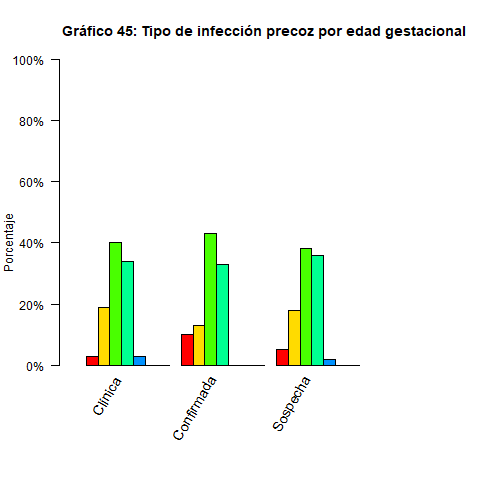 Gráfico 45: Tipo de infección precoz por edad gestacional
100%
80%
60%
40%
20%
0%
Porcentaje
Clínica
Confirmada
Sospecha